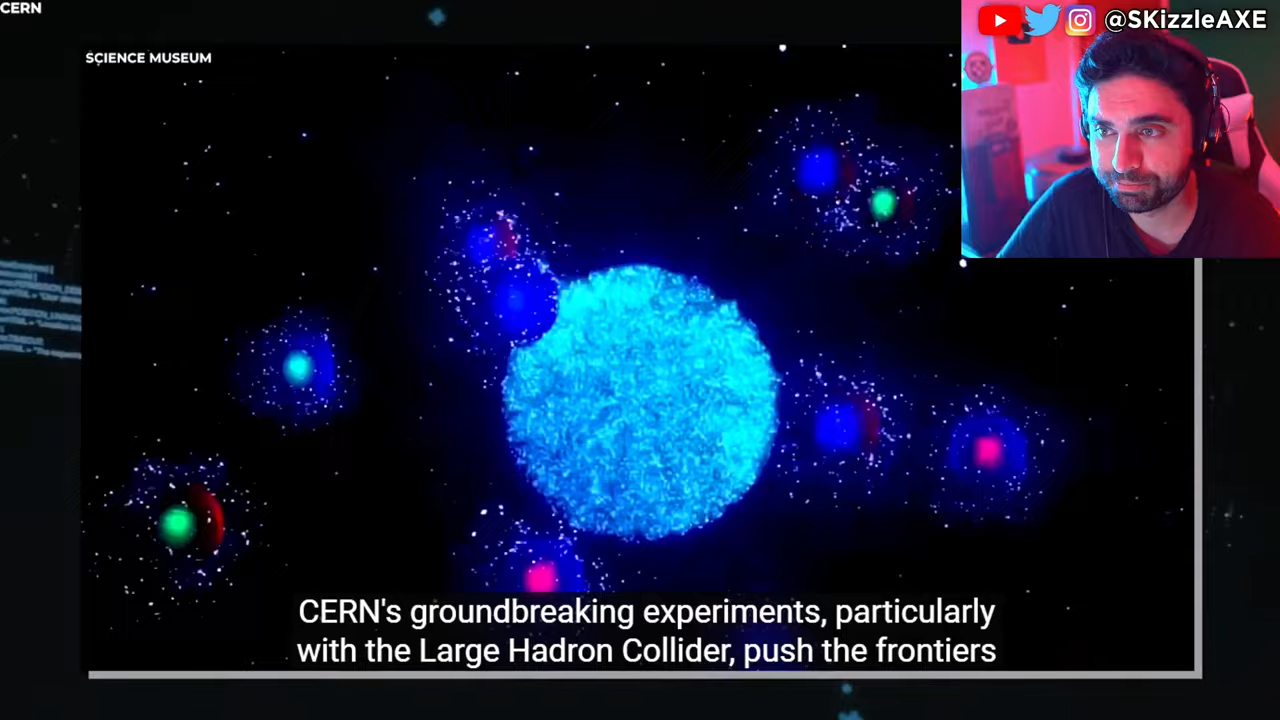 CERN
@SKizzleAXE
SCIENCE MUSEUM
CERN's groundbreaking experiments, particularly
with the Large Hadron Collider, push the frontiers